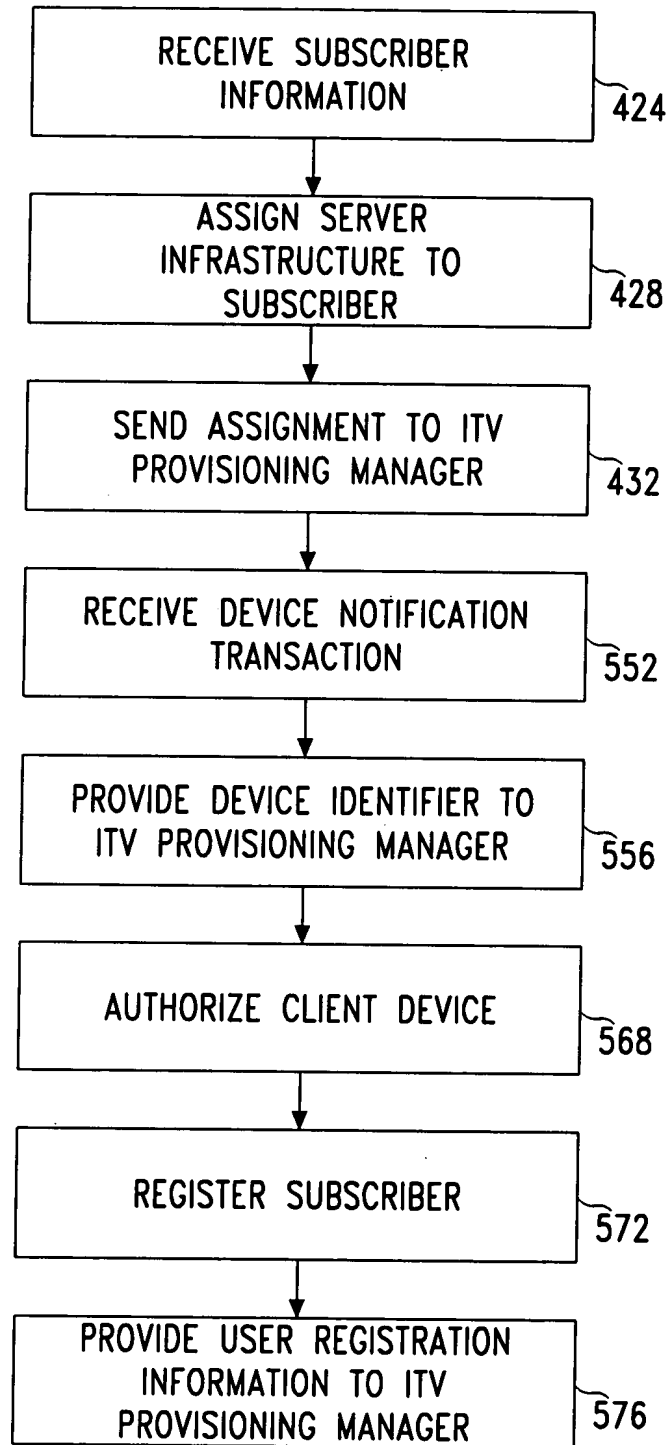 RECEIVE SUBSCRIBER
INFORMATION
424
ASSIGN SERVER
INFRASTRUCTURE TO
SUBSCRIBER
428
SEND ASSIGNMENT TO ITV
PROVISIONING MANAGER
432
RECEIVE DEVICE NOTIFICATION
TRANSACTION
552
PROVIDE DEVICE IDENTIFIER TO
ITV PROVISIONING MANAGER
556
AUTHORIZE CLIENT DEVICE
568
REGISTER SUBSCRIBER
572
PROVIDE USER REGISTRATION
INFORMATION TO ITV
PROVISIONING MANAGER
576